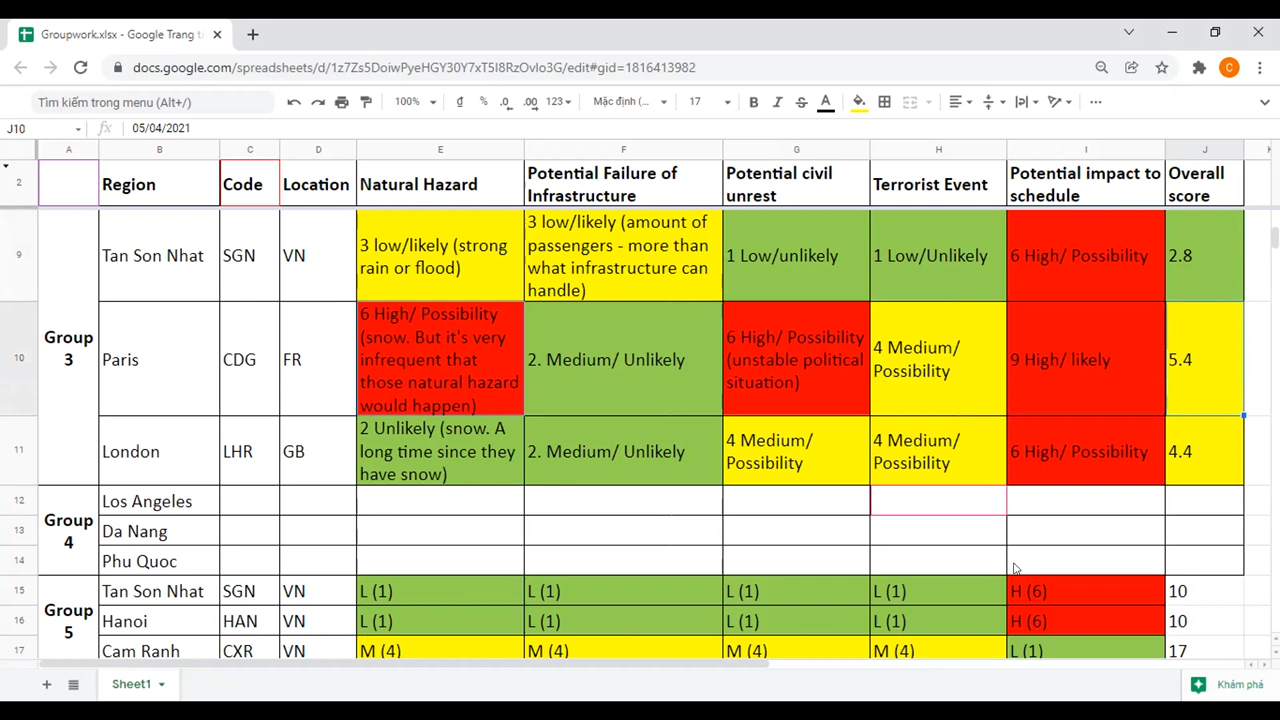 Groupwork.xlsx - Google Trang t
docs.google.com/spreadsheets/d/1z7Zs5DoiwPyeHGY30Y7xT5I8RzOvIo3G/edit#gid=1816413982
C
Tìm kiếm trong menu (Alt+/)
100%
₫ % .0 .00 123
Mặc định (...
17
B I S A
J10
fx
05/04/2021
A B C D E F G H I J
2
Region
Code
Location
Natural Hazard
Potential Failure of
Infrastructure
Potential civil
unrest
Terrorist Event
Potential impact to
schedule
Overall
score
Group
3
9
Tan Son Nhat
SGN
VN
3 low/likely (strong
rain or flood)
3 low/likely (amount of
passengers - more than
what infrastructure can
handle)
1 Low/unlikely
1 Low/Unlikely
6 High/ Possibility
2.8
10
Paris
CDG
FR
6 High/ Possibility
(snow. But it's very
infrequent that
those natural hazard
would happen)
2. Medium/ Unlikely
6 High/ Possibility
(unstable political
situation)
4 Medium/
Possibility
9 High/ likely
5.4
11
London
LHR
GB
2 Unlikely (snow. A
long time since they
have snow)
2. Medium/ Unlikely
4 Medium/
Possibility
4 Medium/
Possibility
6 High/ Possibility
4.4
Group
4
12
Los Angeles
13
Da Nang
14
Phu Quoc
Group
5
15
Tan Son Nhat
SGN
VN
L (1)
L (1)
L (1)
L (1)
H (6)
10
16
Hanoi
HAN
VN
L (1)
L (1)
L (1)
L (1)
H (6)
10
17
Cam Ranh
CXR
VN
M (4)
M (4)
M (4)
M (4)
L (1)
17
Sheet1
Khám phá